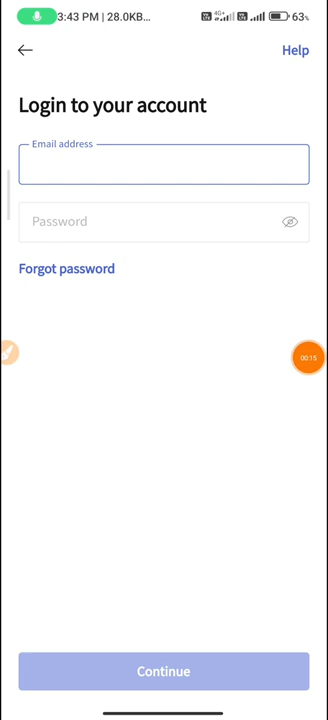 3:43 PM | 28.0KB... 4G+ 63%
Help
Login to your account
Email address
Password
Forgot password
00:15
Continue